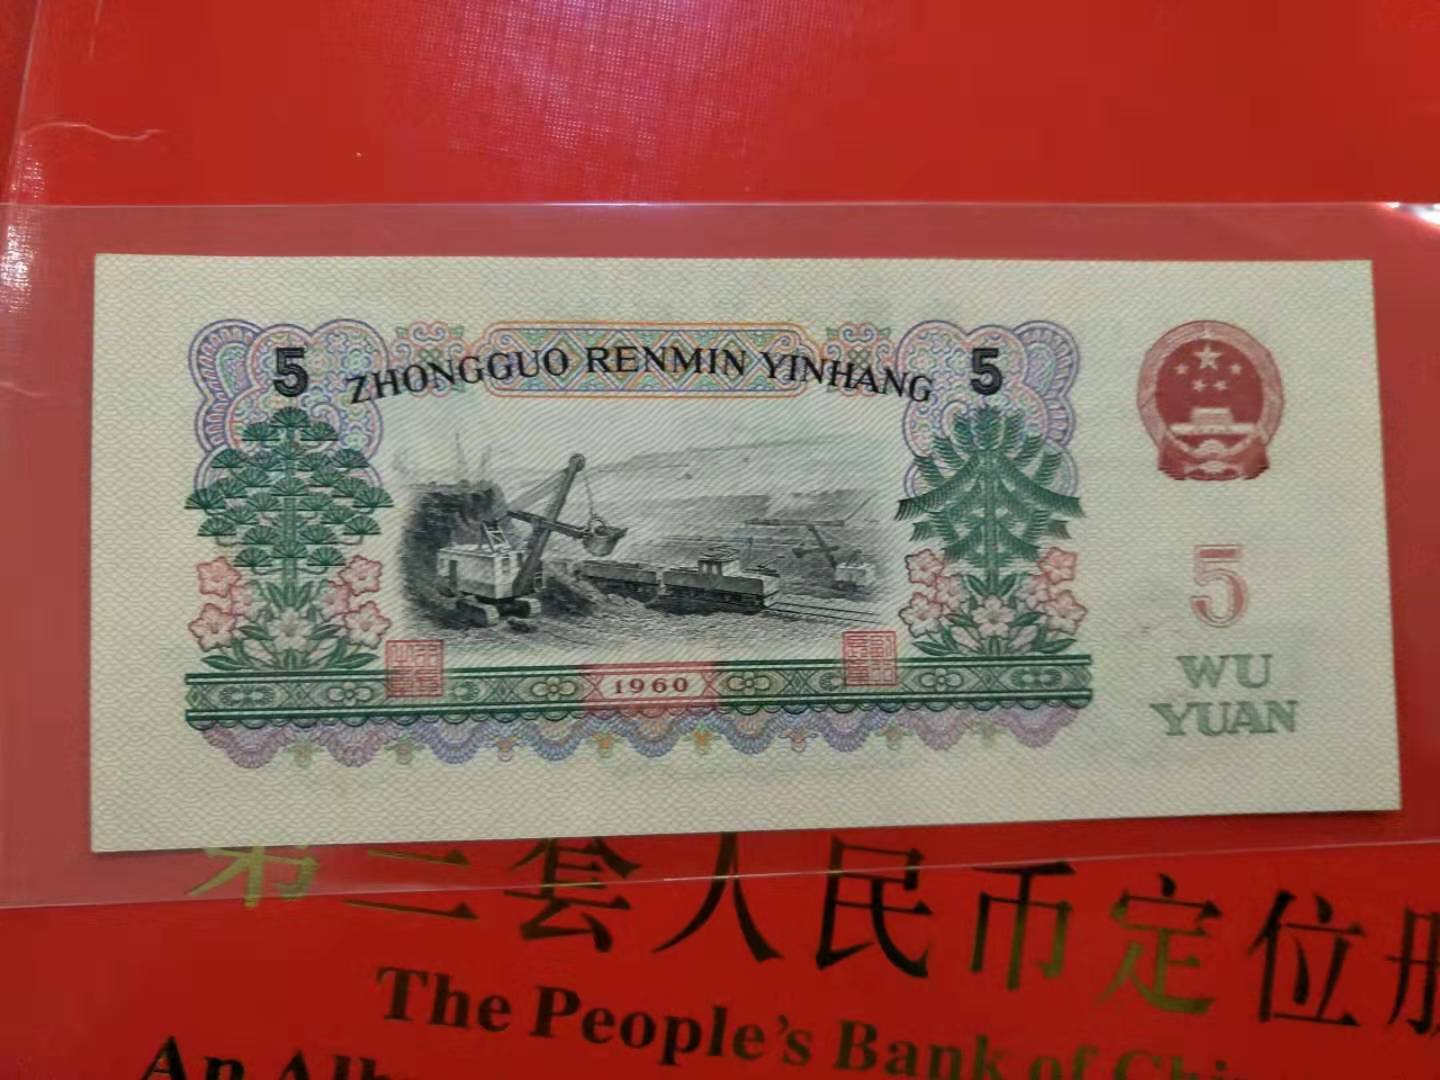 5 ZHONGGUO RENMIN YINHANG 5
1960
5
WU
YUAN
第三套人民币定位册
The People's Bank of
An